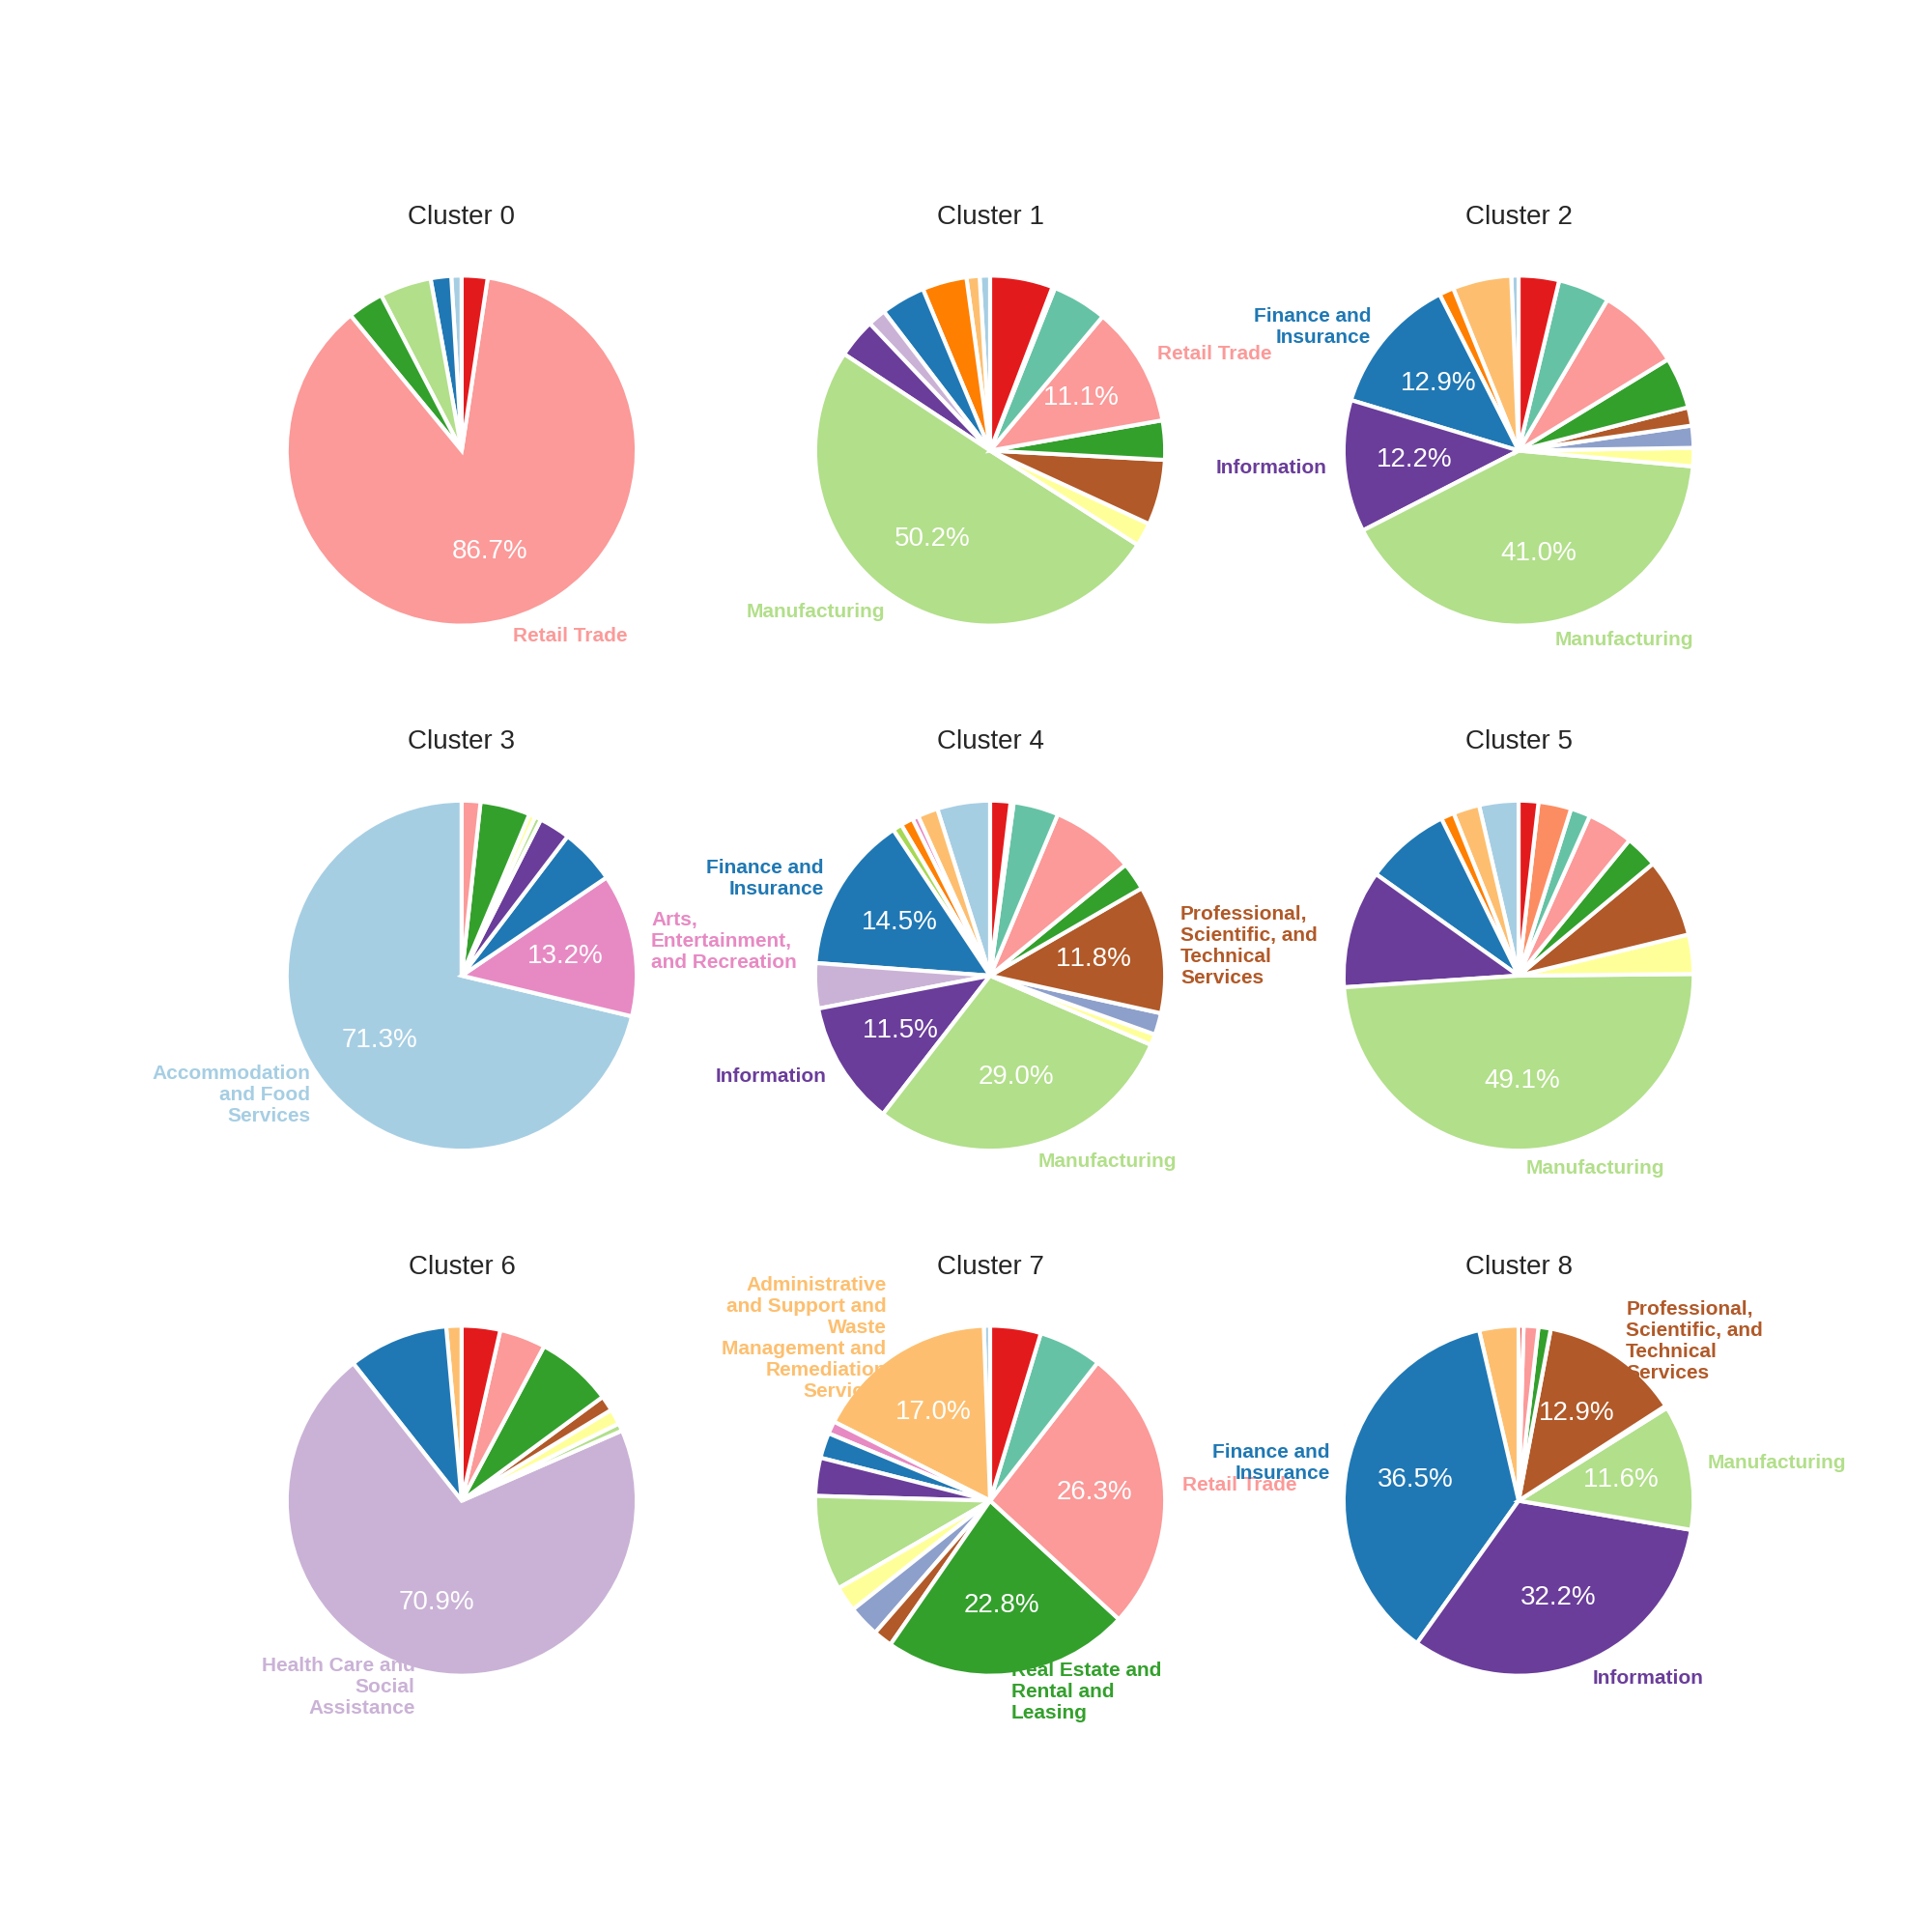 Cluster 0
86.7%
Retail Trade
Cluster 1
Retail Trade
11.1%
50.2%
Manufacturing
Cluster 2
Finance and
Insurance
12.9%
Information
12.2%
41.0%
Manufacturing
Cluster 3
Arts,
Entertainment,
and Recreation
13.2%
71.3%
Accommodation
and Food
Services
Cluster 4
Finance and
Insurance
14.5%
Professional,
Scientific, and
Technical
Services
11.8%
11.5%
Information
29.0%
Manufacturing
Cluster 5
49.1%
Manufacturing
Cluster 6
70.9%
Health Care and
Social
Assistance
Cluster 7
Administrative
and Support and
Waste
Management and
Remediation
Services
17.0%
26.3%
Retail Trade
22.8%
Real Estate and
Rental and
Leasing
Cluster 8
Professional,
Scientific, and
Technical
Services
12.9%
Finance and
Insurance
36.5%
11.6%
Manufacturing
32.2%
Information